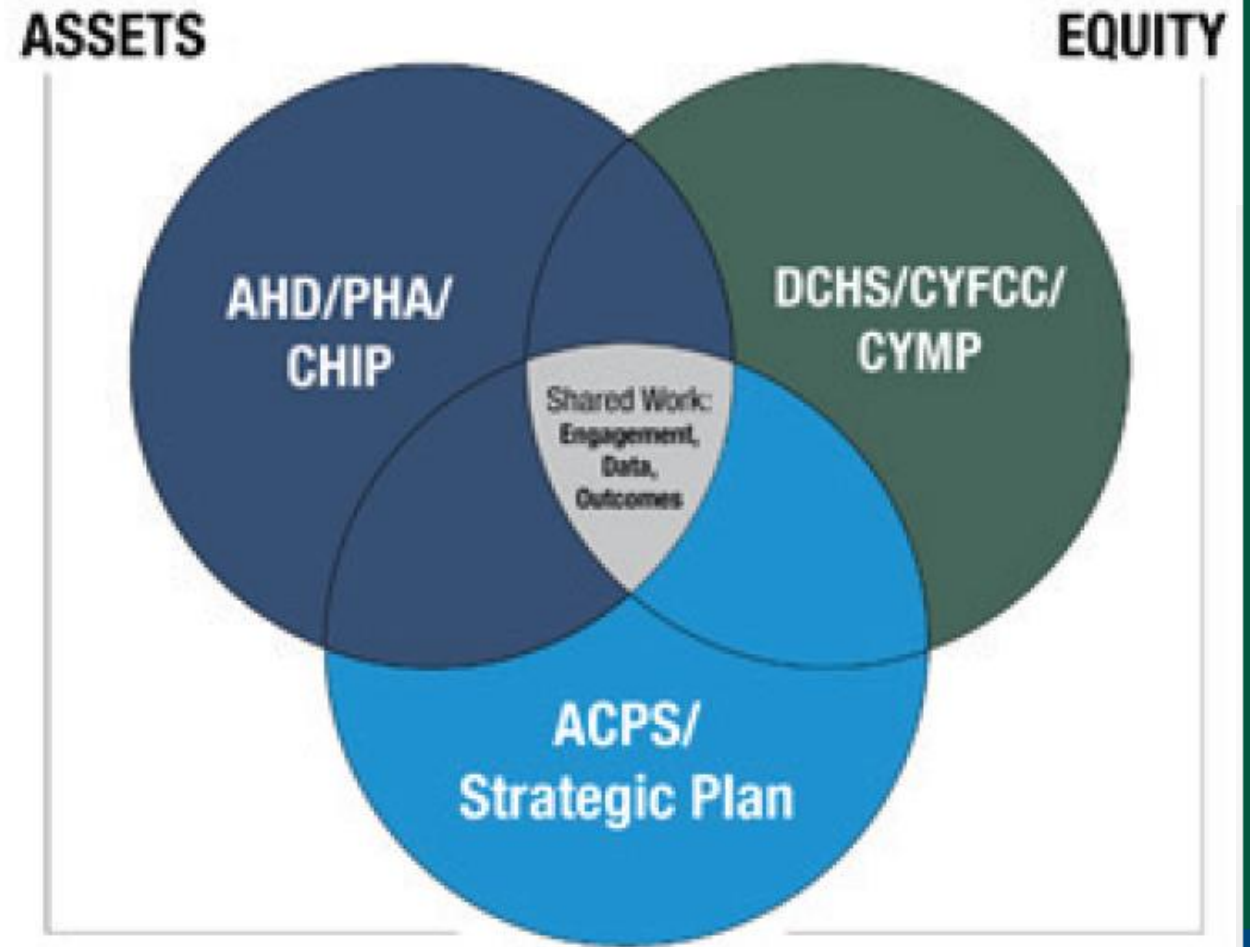 ASSETS
EQUITY
AHD/PHA/
CHIP
DCHS/CYFCC/
CYMP
Shared Work:
Engagement,
Data,
Outcomes
ACPS/
Strategic Plan